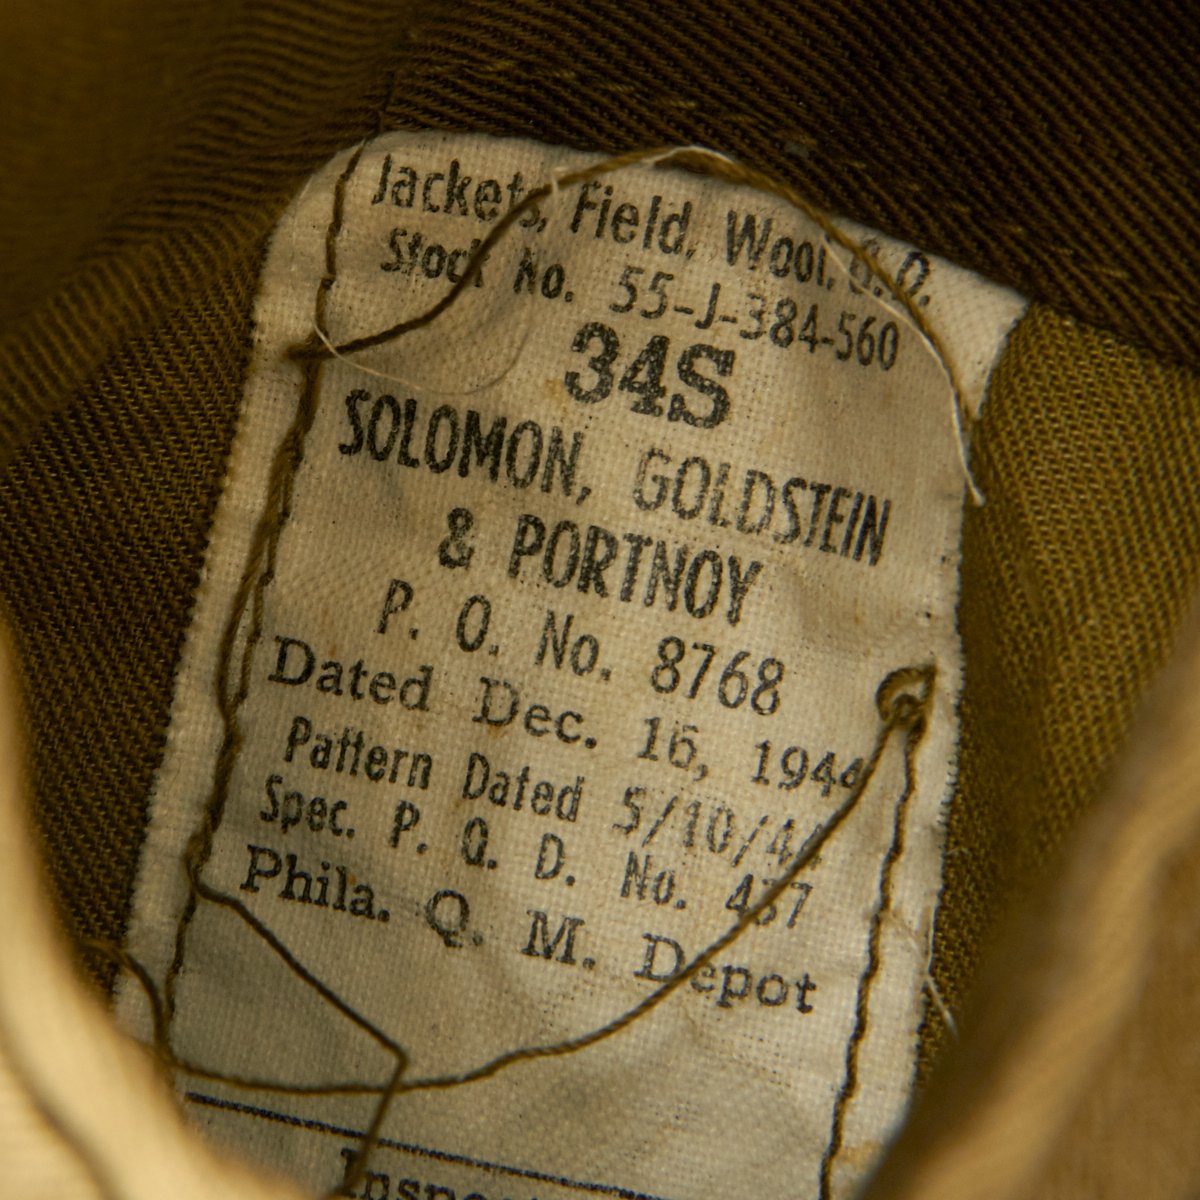 Jackets, Field, Wool, O.D.
Stock No. 55-J-384-560
34S
SOLOMON, GOLDSTEIN
& PORTNOY
P. O. No. 8768
Dated Dec. 16, 1944
Pattern Dated 5/10/44
Spec. P. Q. D. No. 437
Phila. Q. M. Depot